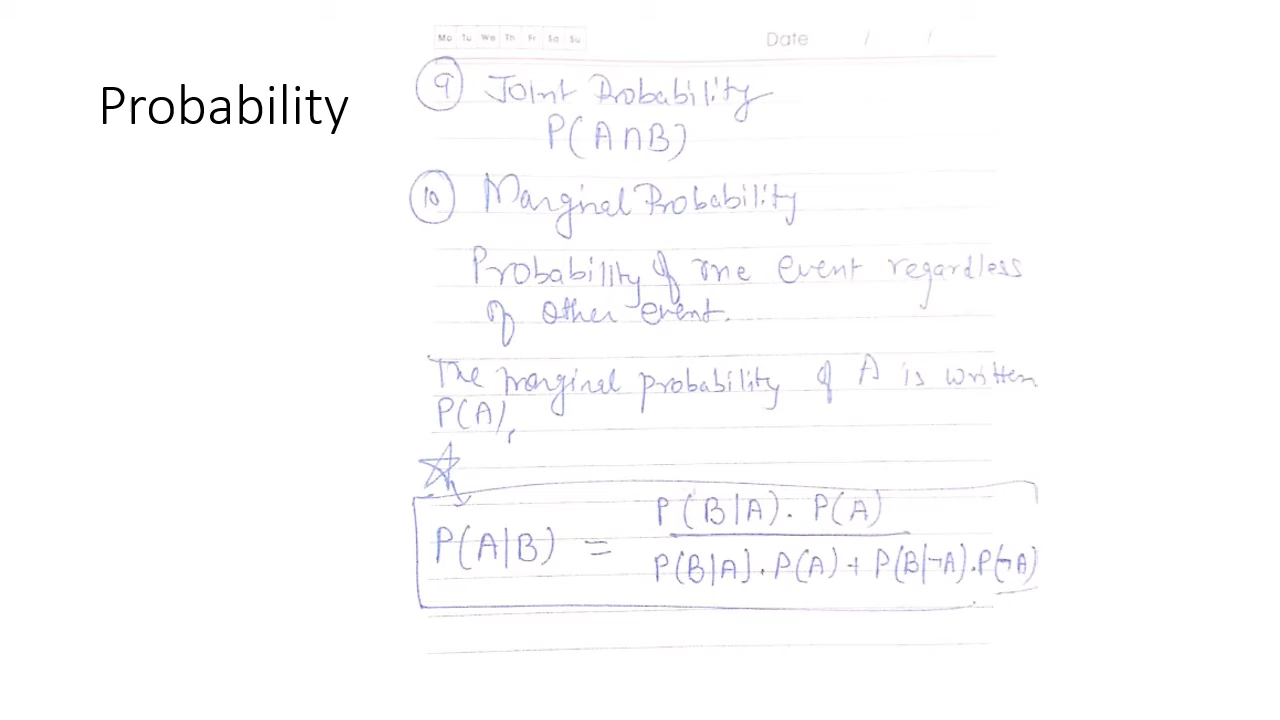 Probability
Mo Tu We Th Fr Sa Su
Date / /
9 Joint Probability
P(A∩B)
10 Marginal Probability
Probability of one event regardless
of other event.
The marginal probability of A is written
P(A),
P(A|B) = P(B|A). P(A)
P(B|A).P(A) + P(B|¬A).P(¬A)